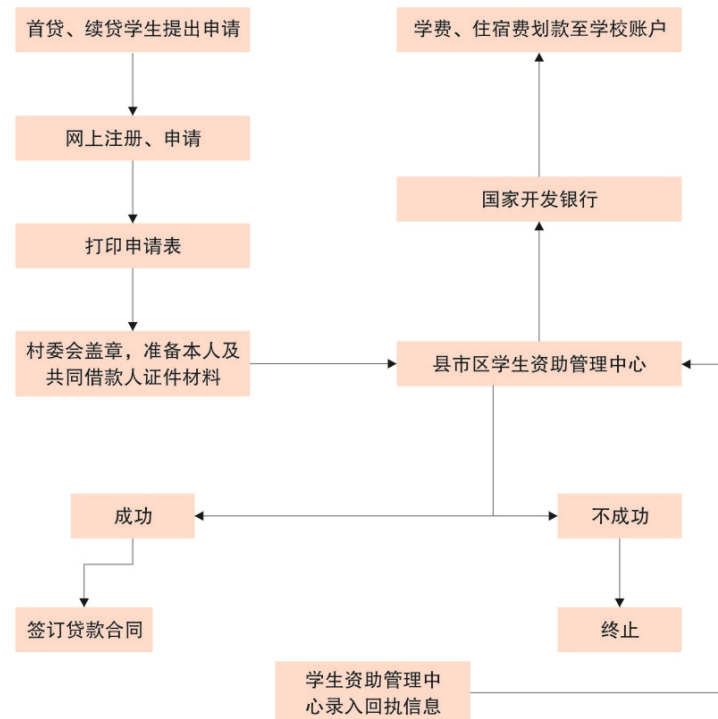 首贷、续贷学生提出申请
学费、住宿费划款至学校账户
网上注册、申请
国家开发银行
打印申请表
村委会盖章，准备本人及
共同借款人证件材料
县市区学生资助管理中心
成功
不成功
签订贷款合同
终止
学生资助管理中
心录入回执信息